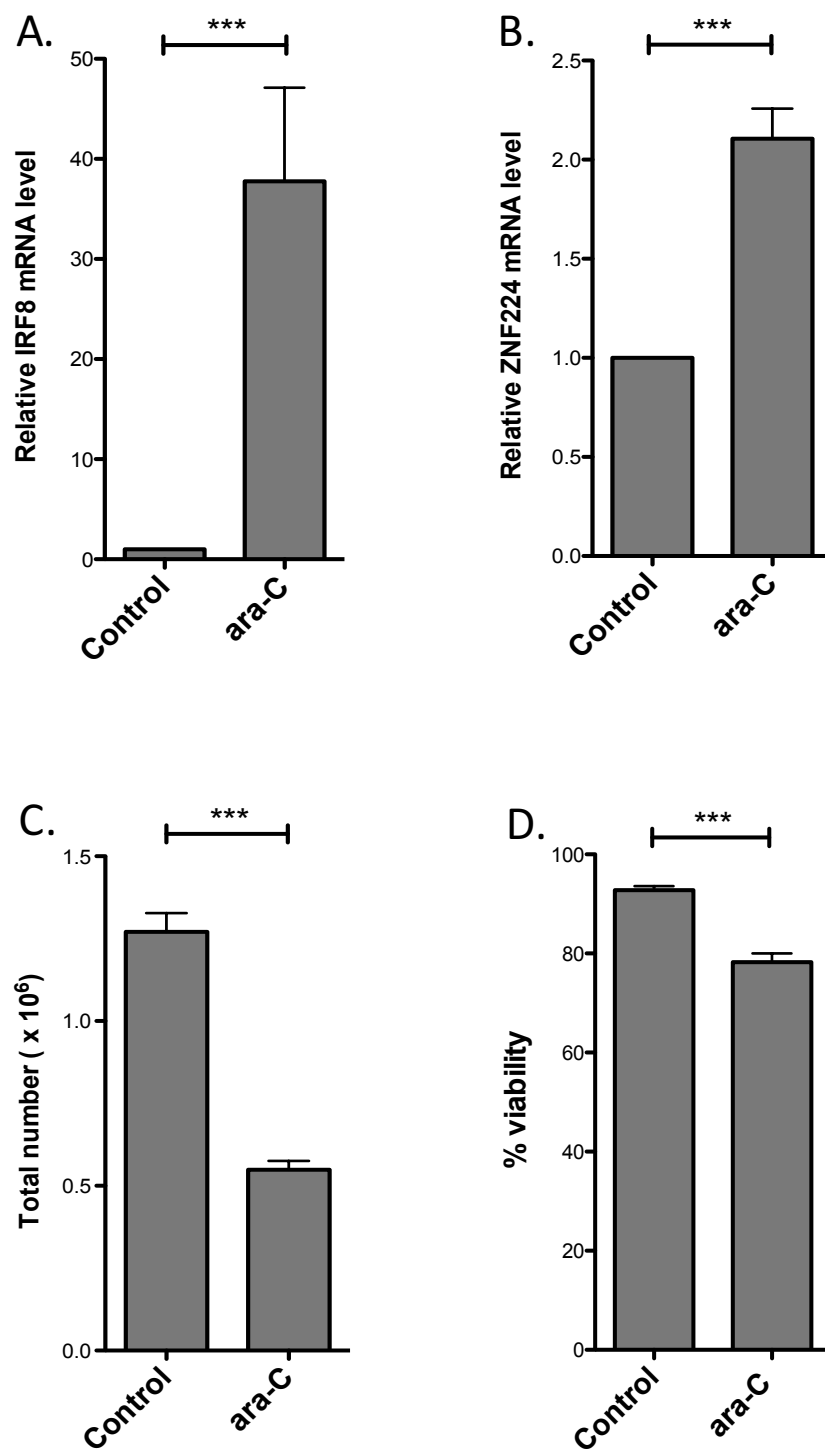 A.
***
Relative IRF8 mRNA level
50
40
30
20
10
0
Control
ara-C
B.
***
Relative ZNF224 mRNA level
2.5
2.0
1.5
1.0
0.5
0.0
Control
ara-C
C.
***
Total number ( x 10⁶)
1.5
1.0
0.5
0.0
Control
ara-C
D.
***
% viability
100
80
60
40
20
0
Control
ara-C